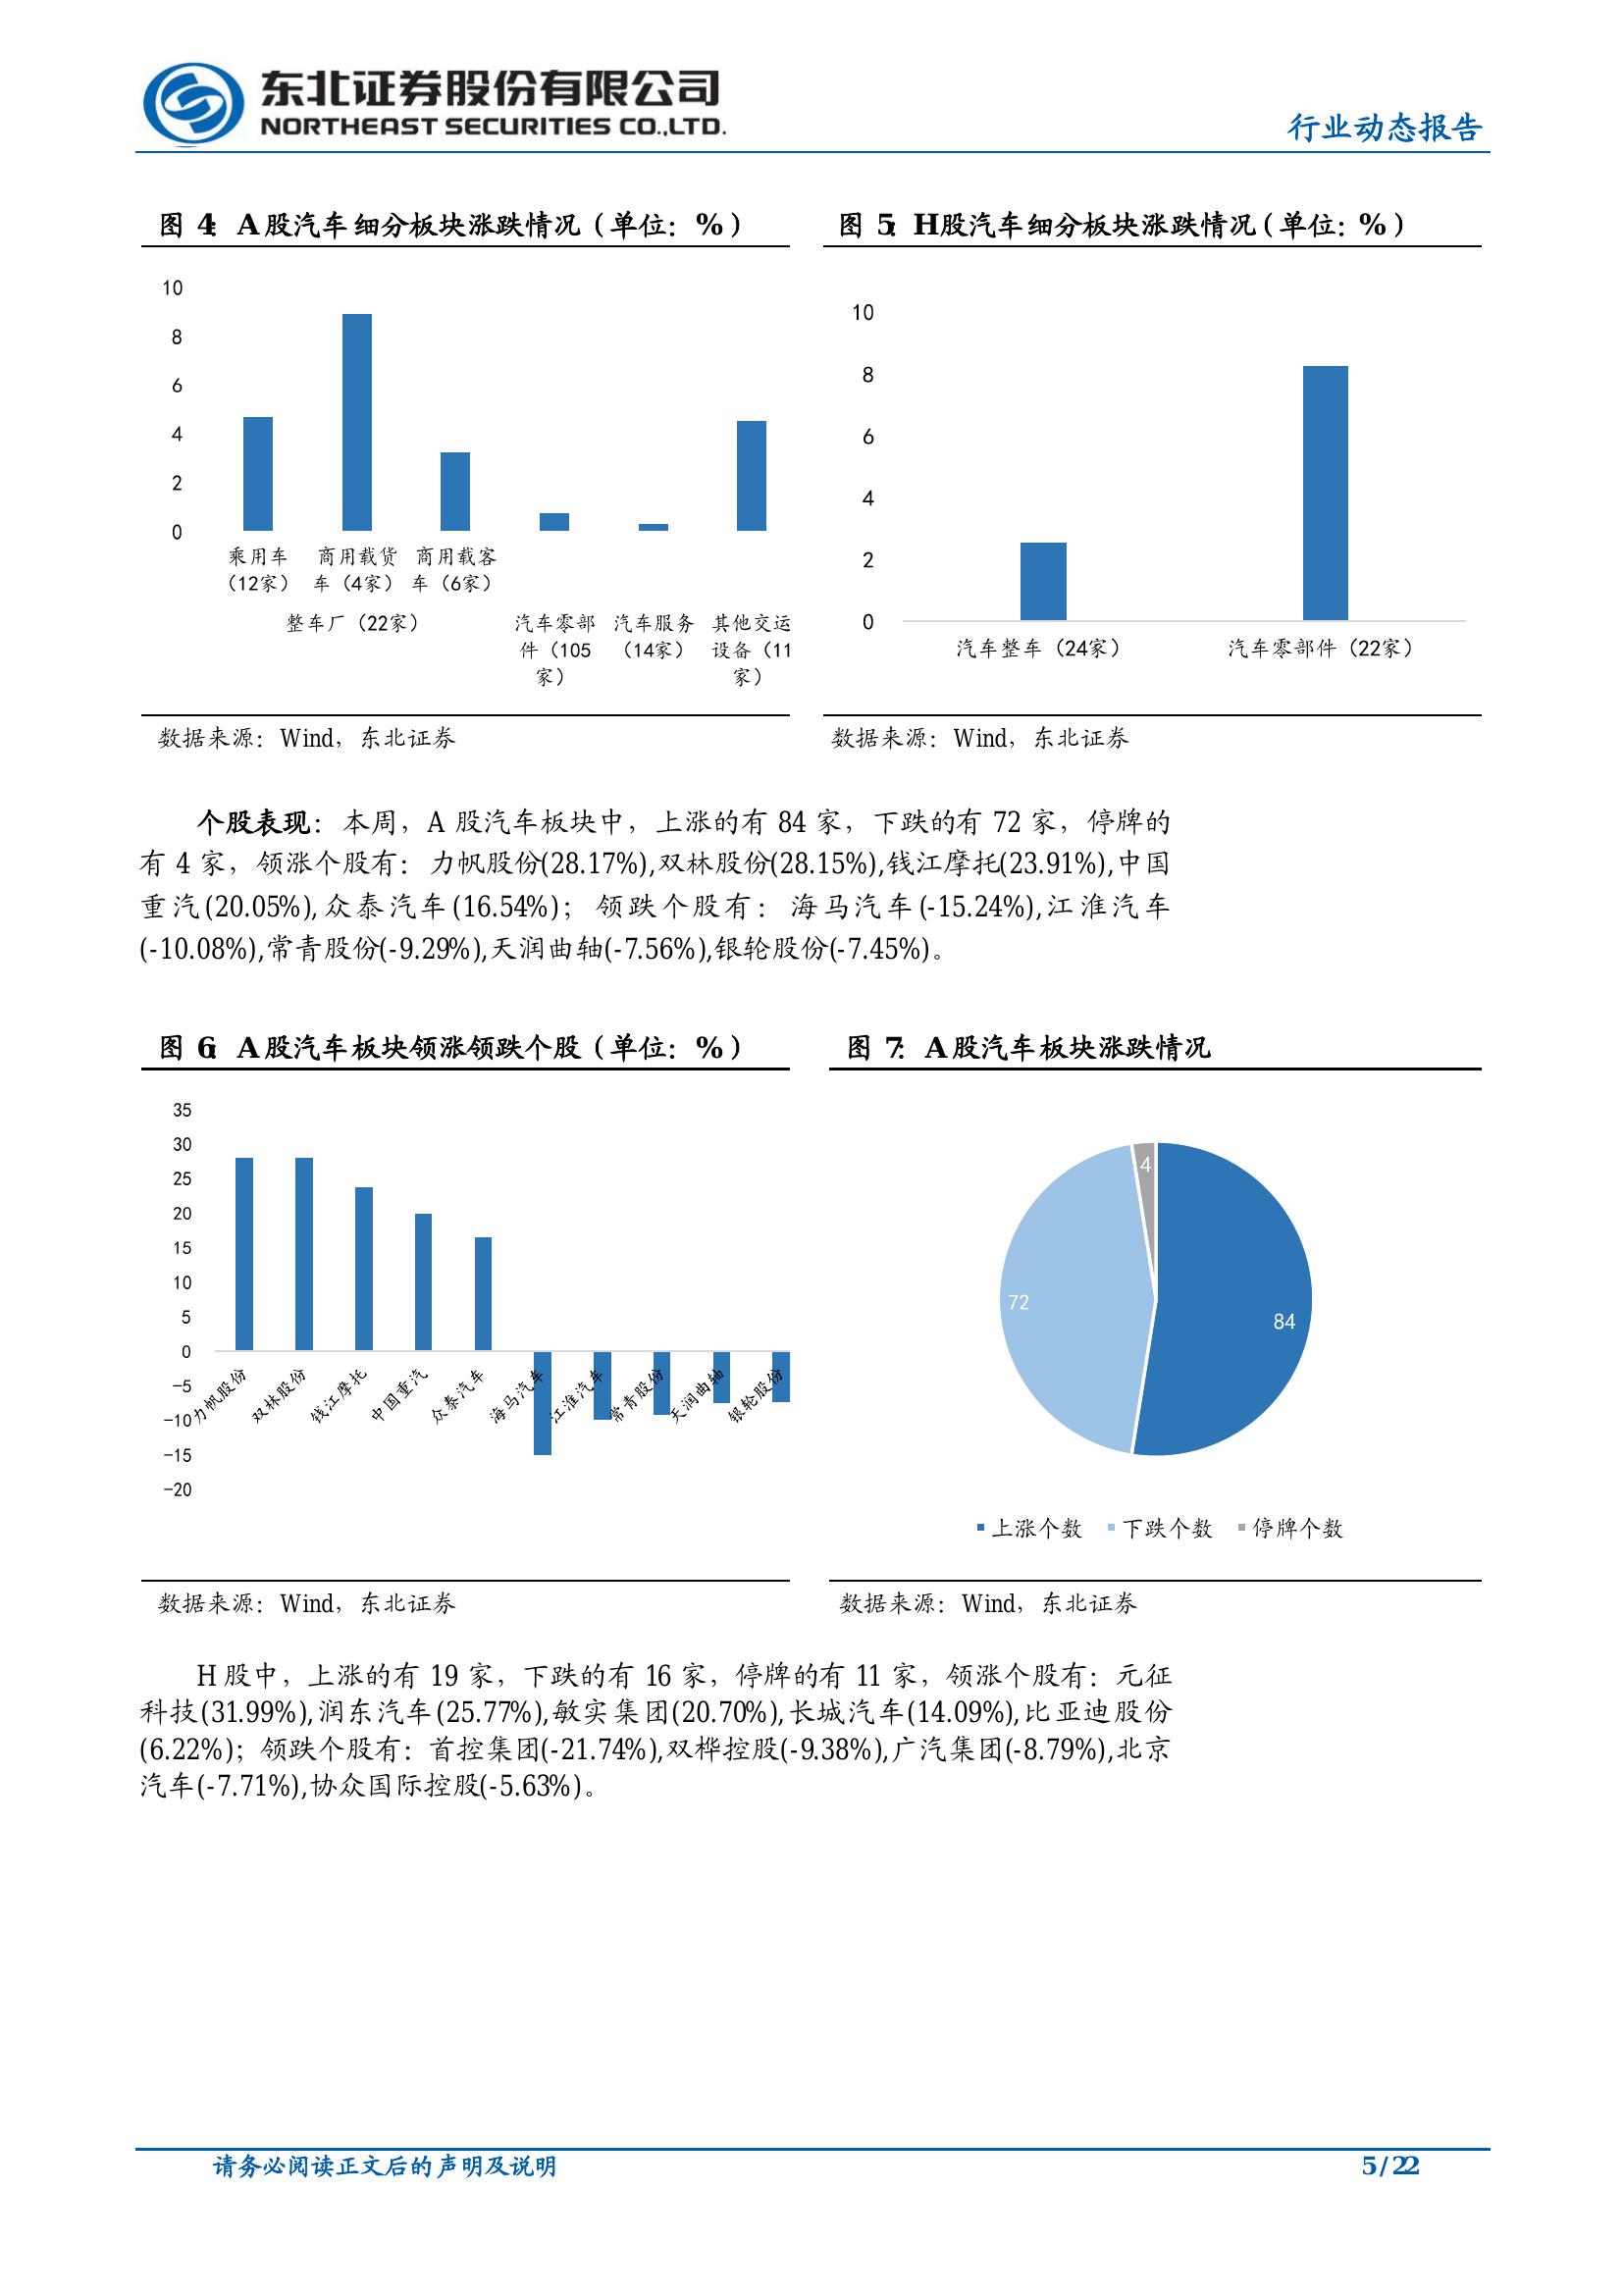 东北证券股份有限公司
NORTHEAST SECURITIES CO.,LTD.
行业动态报告
图 4：A股汽车细分板块涨跌情况（单位：%）
10
8
6
4
2
0
乘用车（12家）
商用载货车（4家）
商用载客车（6家）
整车厂（22家）
汽车零部件（105家）
汽车服务（14家）
其他交运设备（11家）
数据来源：Wind，东北证券
图 5：H股汽车细分板块涨跌情况（单位：%）
10
8
6
4
2
0
汽车整车（24家）
汽车零部件（22家）
数据来源：Wind，东北证券
个股表现：本周，A 股汽车板块中，上涨的有 84 家，下跌的有 72 家，停牌的
有 4 家，领涨个股有：力帆股份(28.17%),双林股份(28.15%),钱江摩托(23.91%),中国
重汽(20.05%),众泰汽车(16.54%)；领跌个股有：海马汽车(-15.24%),江淮汽车
(-10.08%),常青股份(-9.29%),天润曲轴(-7.56%),银轮股份(-7.45%)。
图 6：A股汽车板块领涨领跌个股（单位：%）
35
30
25
20
15
10
5
0
-5
-10
-15
-20
力帆股份
双林股份
钱江摩托
中国重汽
众泰汽车
海马汽车
江淮汽车
常青股份
天润曲轴
银轮股份
数据来源：Wind，东北证券
图 7：A股汽车板块涨跌情况
4
72
84
上涨个数 下跌个数 停牌个数
数据来源：Wind，东北证券
H 股中，上涨的有 19 家，下跌的有 16 家，停牌的有 11 家，领涨个股有：元征
科技(31.99%),润东汽车(25.77%),敏实集团(20.70%),长城汽车(14.09%),比亚迪股份
(6.22%)；领跌个股有：首控集团(-21.74%),双桦控股(-9.38%),广汽集团(-8.79%),北京
汽车(-7.71%),协众国际控股(-5.63%)。
请务必阅读正文后的声明及说明
5 / 22